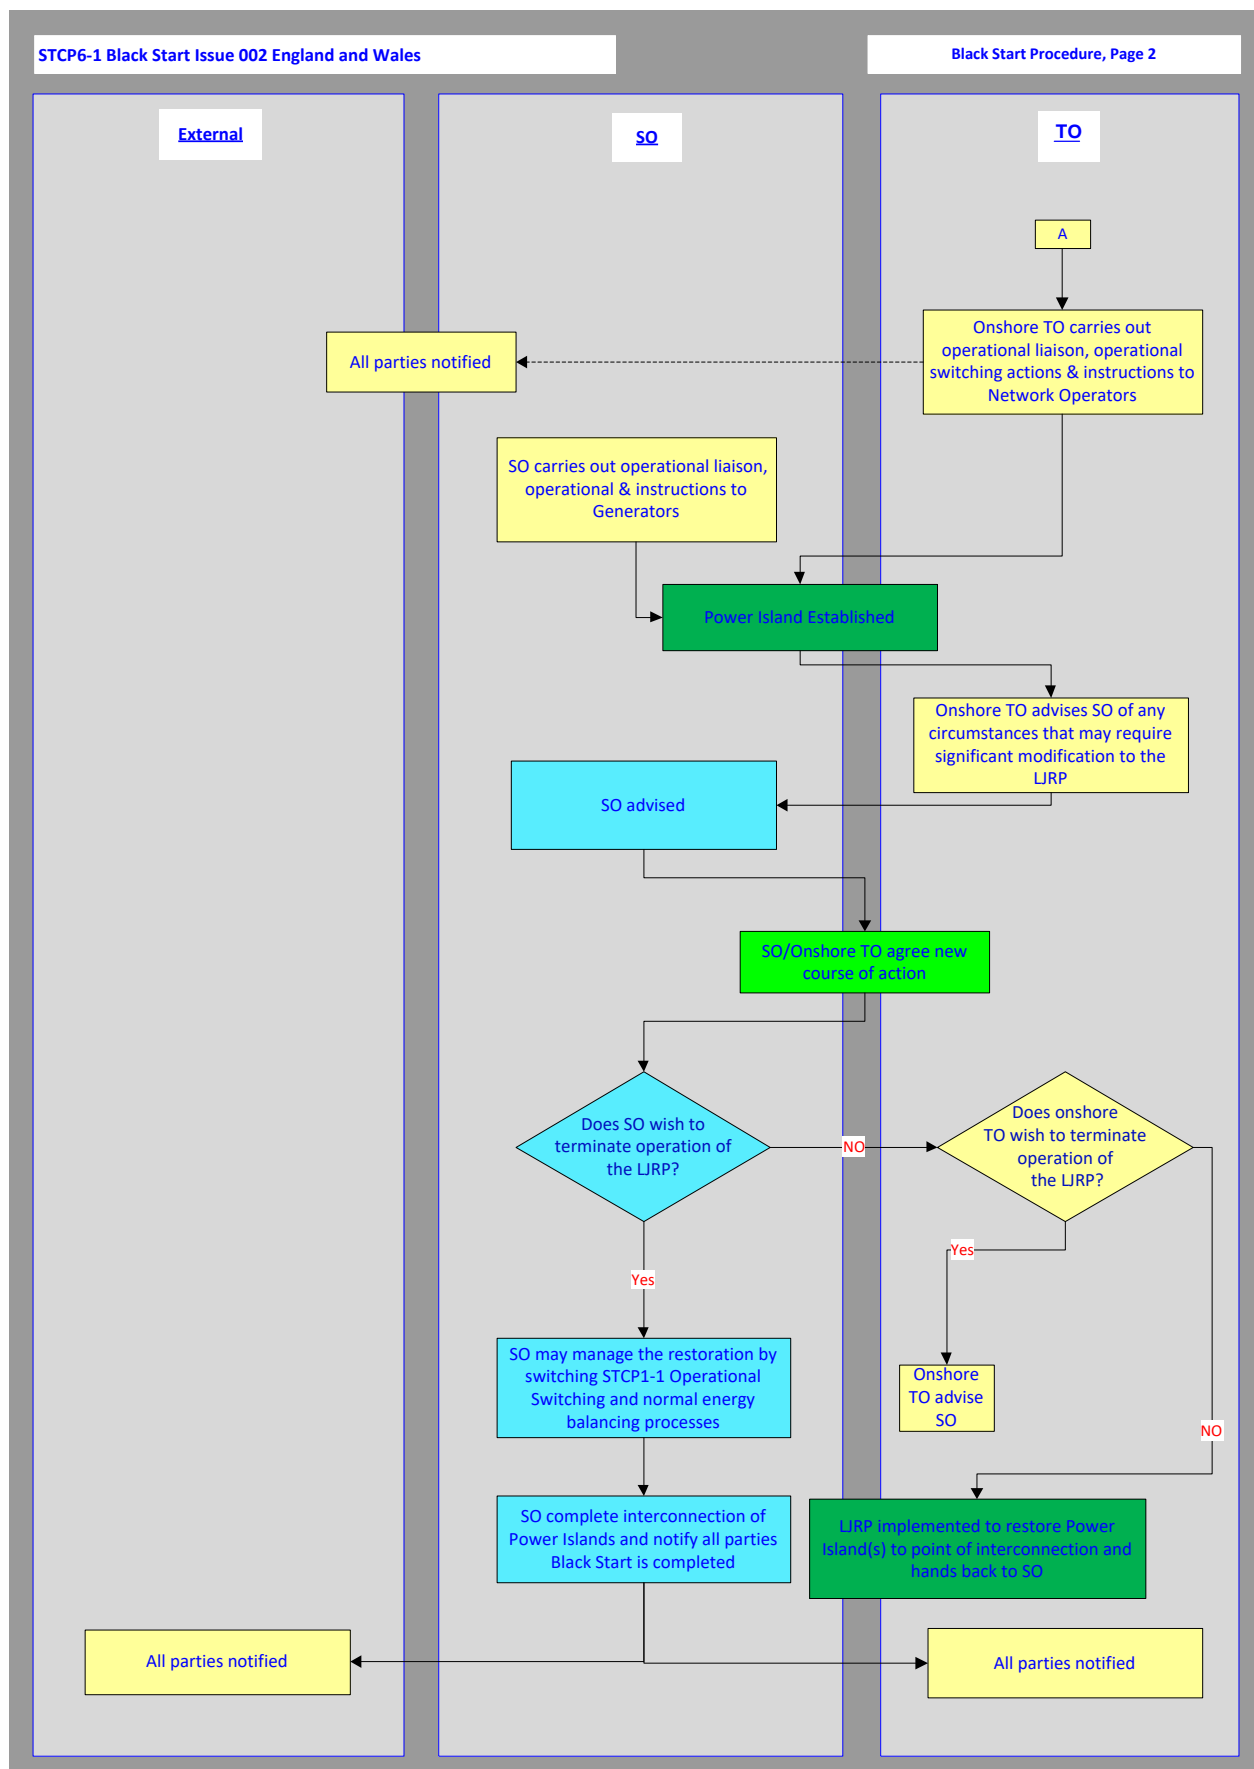 STCP6-1 Black Start Issue 002 England and Wales
Black Start Procedure, Page 2
External
SO
TO
A
Onshore TO carries out
operational liaison, operational
switching actions & instructions to
Network Operators
All parties notified
SO carries out operational liaison,
operational & instructions to
Generators
Power Island Established
Onshore TO advises SO of any
circumstances that may require
significant modification to the
LJRP
SO advised
SO/Onshore TO agree new
course of action
Does SO wish to
terminate operation of
the LJRP?
NO
Does onshore
TO wish to terminate
operation of
the LJRP?
Yes
Yes
SO may manage the restoration by
switching STCP1-1 Operational
Switching and normal energy
balancing processes
Onshore
TO advise
SO
NO
SO complete interconnection of
Power Islands and notify all parties
Black Start is completed
LJRP implemented to restore Power
Island(s) to point of interconnection and
hands back to SO
All parties notified
All parties notified